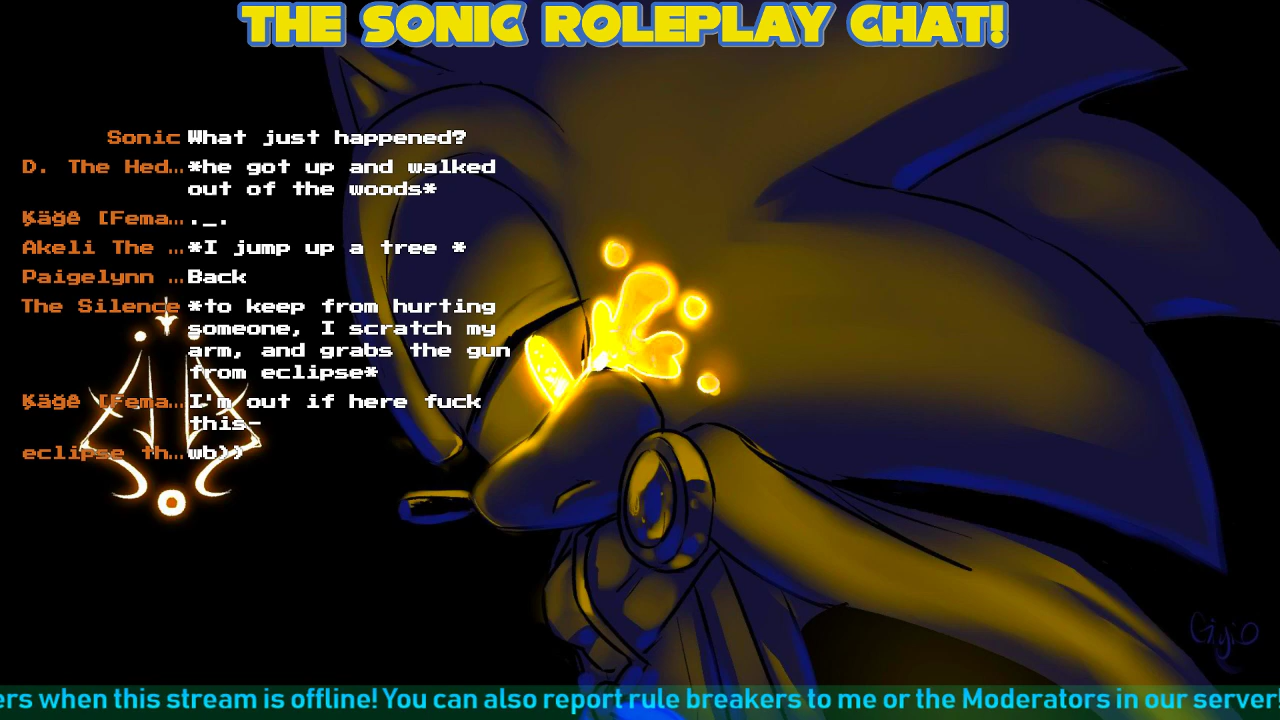 THE SONIC ROLEPLAY CHAT!
Sonic What just happened?
D. The Hed... *he got up and walked
out of the woods*
Ķäğê [Fema... ._.
Akeli The ... *I jump up a tree *
Paigelynn ... Back
The Silence *to keep from hurting
someone, I scratch my
arm, and grabs the gun
from eclipse*
Ķäğê [Fema... I'm out if here fuck
this-
eclipse th... wb))
ers when this stream is offline! You can also report rule breakers to me or the Moderators in our server!